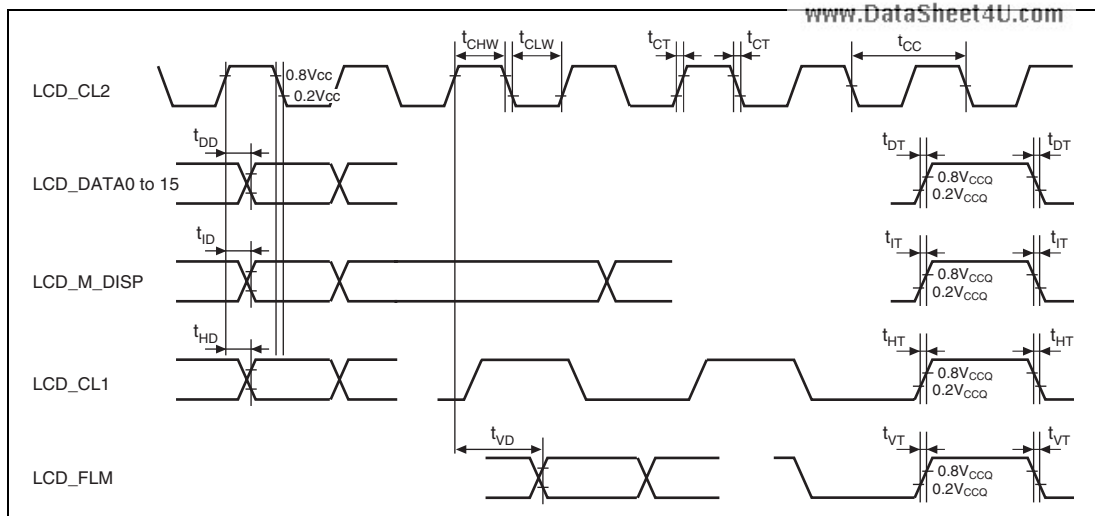 www.DataSheet4U.com
tCHW tCLW tCT tCT tCC
LCD_CL2
0.8Vcc
0.2Vcc
tDD tDT tDT
LCD_DATA0 to 15
0.8VCCQ
0.2VCCQ
tID tIT tIT
LCD_M_DISP
0.8VCCQ
0.2VCCQ
tHD tHT tHT
LCD_CL1
0.8VCCQ
0.2VCCQ
tVD tVT tVT
LCD_FLM
0.8VCCQ
0.2VCCQ